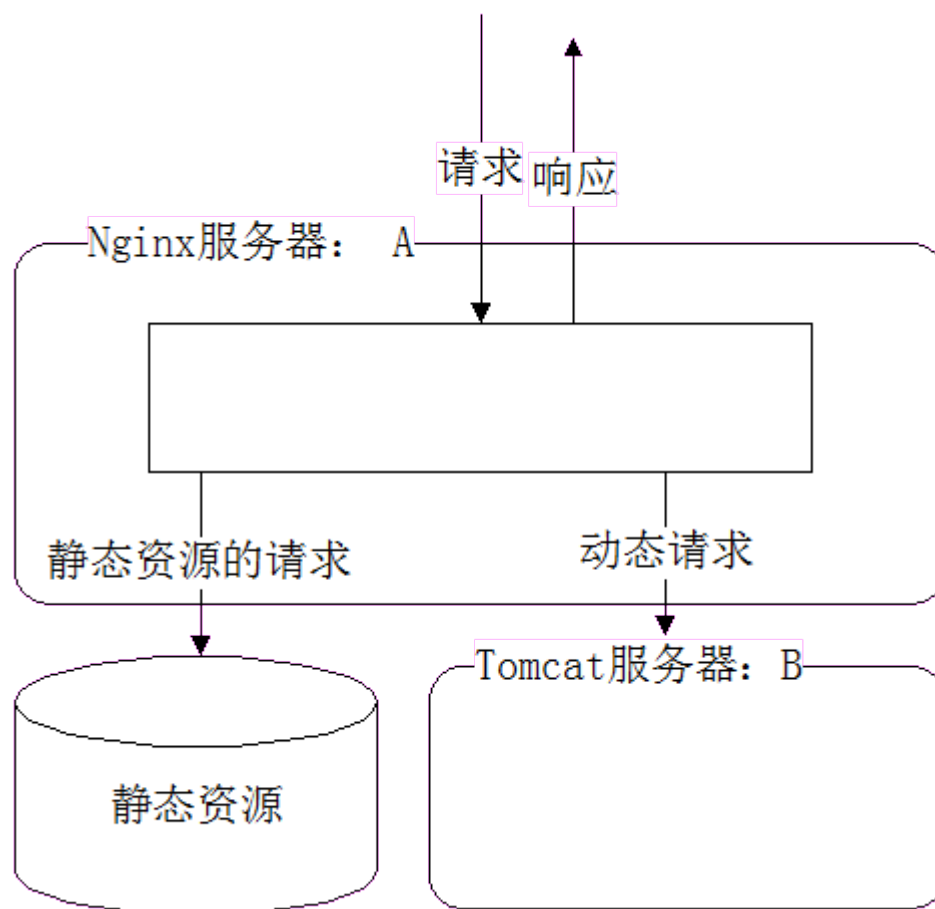 请求
响应
Nginx服务器： A
静态资源的请求
动态请求
Tomcat服务器：B
静态资源